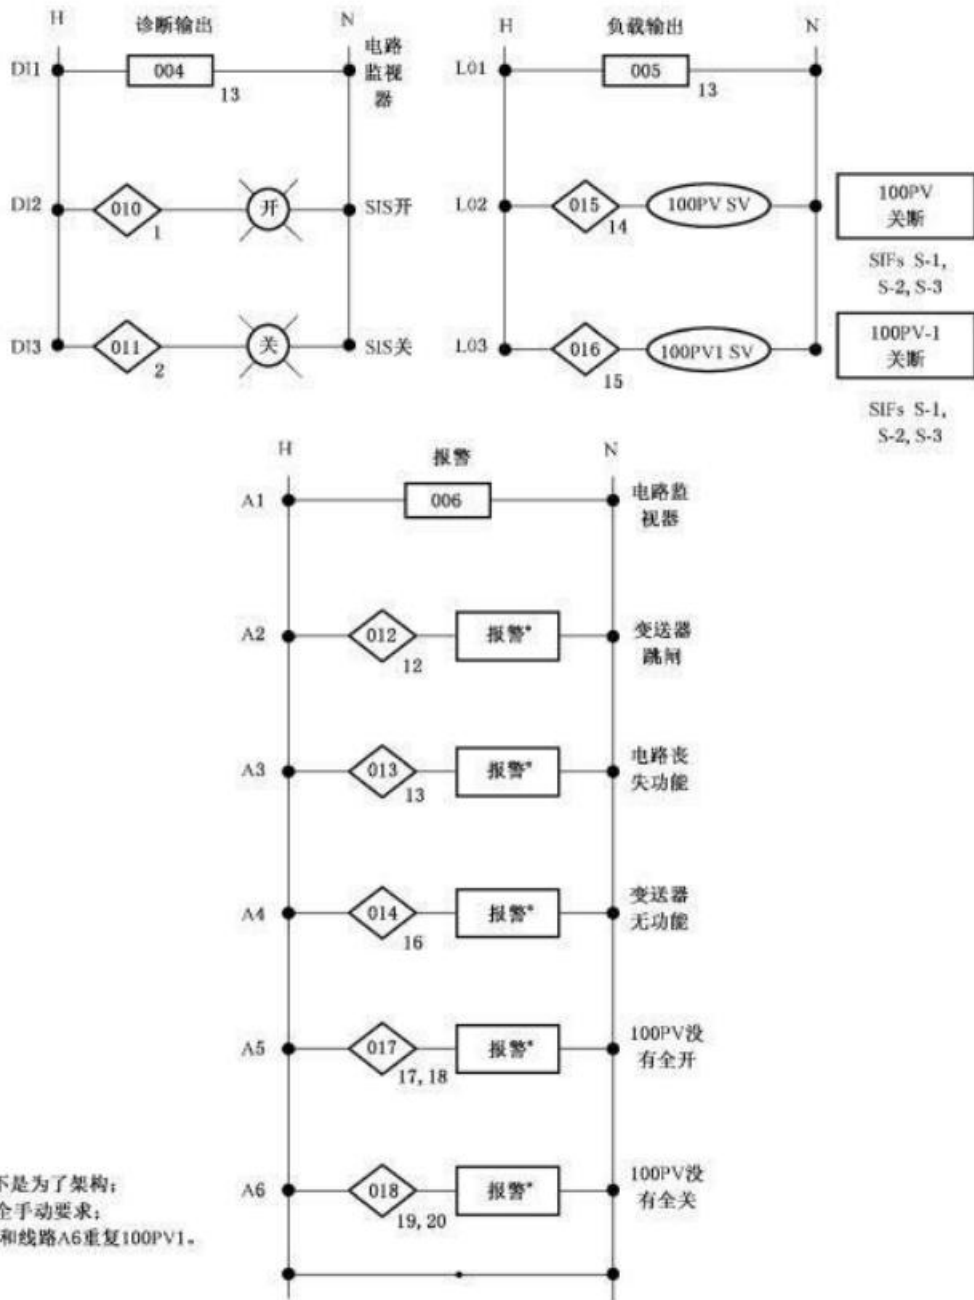 H 诊断输出 N
DI1 004 电路
监视
器
13
DI2 010 开 SIS开
1
DI3 011 关 SIS关
2
H 负载输出 N
L01 005
13
L02 015 100PV SV 100PV
关断
14
SIFs S-1,
S-2, S-3
L03 016 100PV1 SV 100PV-1
关断
15
SIFs S-1,
S-2, S-3
H 报警 N
A1 006 电路监
视器
A2 012 报警* 变送器
跳闸
12
A3 013 报警* 电路丧
失功能
13
A4 014 报警* 变送器
无功能
16
A5 017 报警* 100PV没
有全开
17, 18
A6 018 报警* 100PV没
有全关
19, 20
不是为了架构;
全手动要求;
和线路A6重复100PV1。